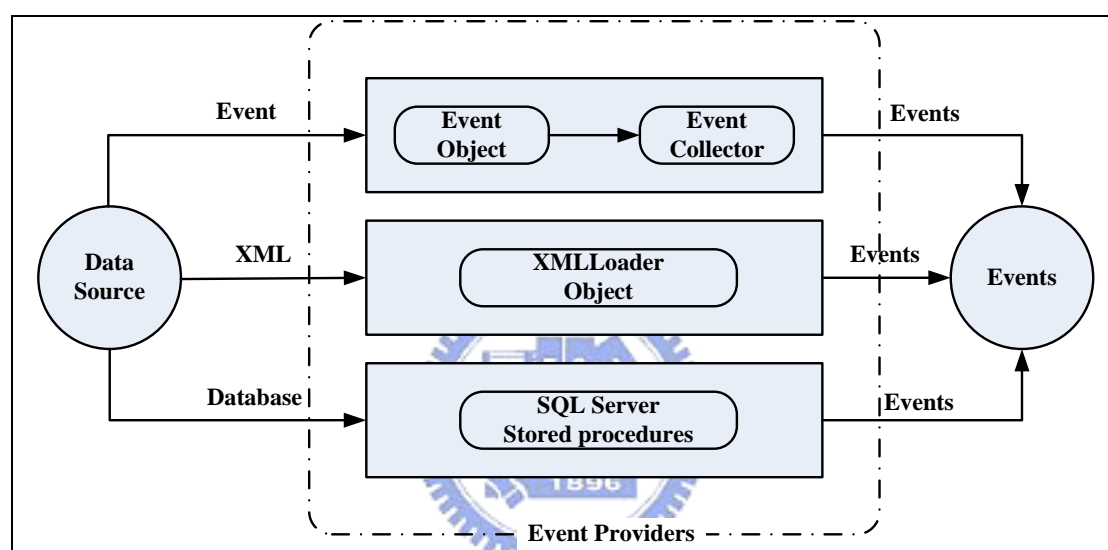 Event
Event
Object
Event
Collector
Events
Data
Source
XML
XMLLoader
Object
Events
Events
Database
SQL Server
Stored procedures
Events
1896
Event Providers